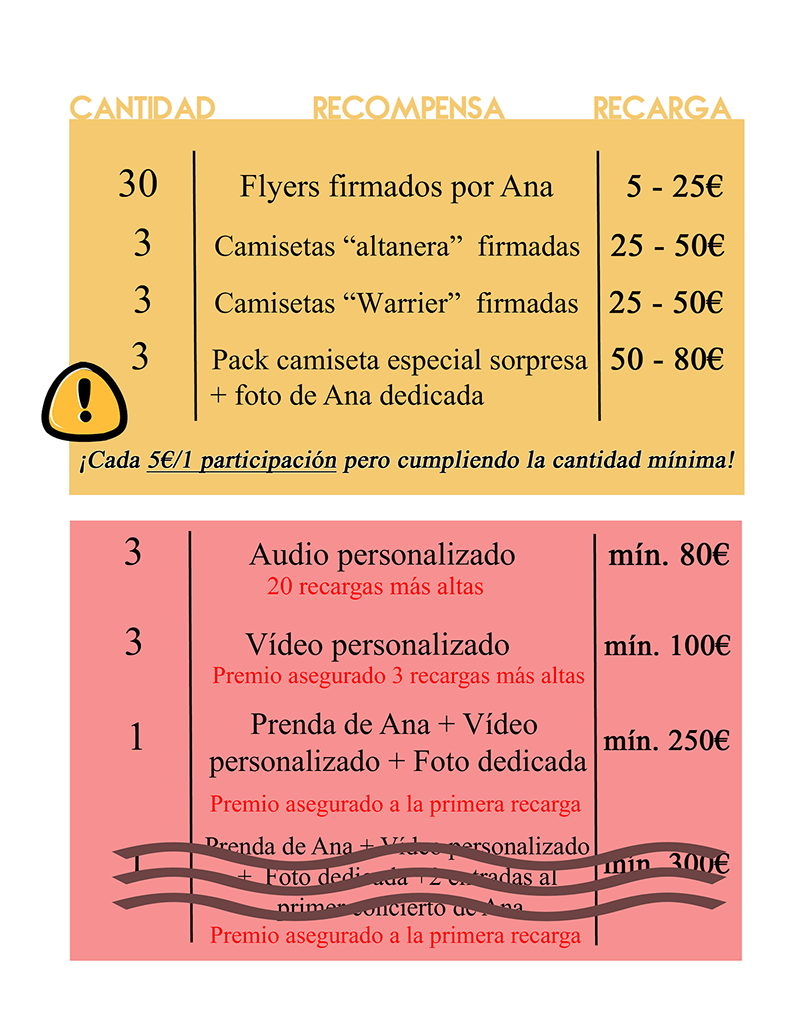 CANTIDAD RECOMPENSA RECARGA
30 Flyers firmados por Ana 5 - 25€
3 Camisetas “altanera” firmadas 25 - 50€
3 Camisetas “Warrier” firmadas 25 - 50€
3 Pack camiseta especial sorpresa 50 - 80€
+ foto de Ana dedicada
!
¡Cada 5€/1 participación pero cumpliendo la cantidad mínima!
3 Audio personalizado mín. 80€
20 recargas más altas
3 Vídeo personalizado mín. 100€
Premio asegurado 3 recargas más altas
1 Prenda de Ana + Vídeo
personalizado + Foto dedicada mín. 250€
Premio asegurado a la primera recarga
Prenda de Ana + Vídeo personalizado
1 + Foto dedicada +2 entradas al mín. 300€
primer concierto de Ana
Premio asegurado a la primera recarga